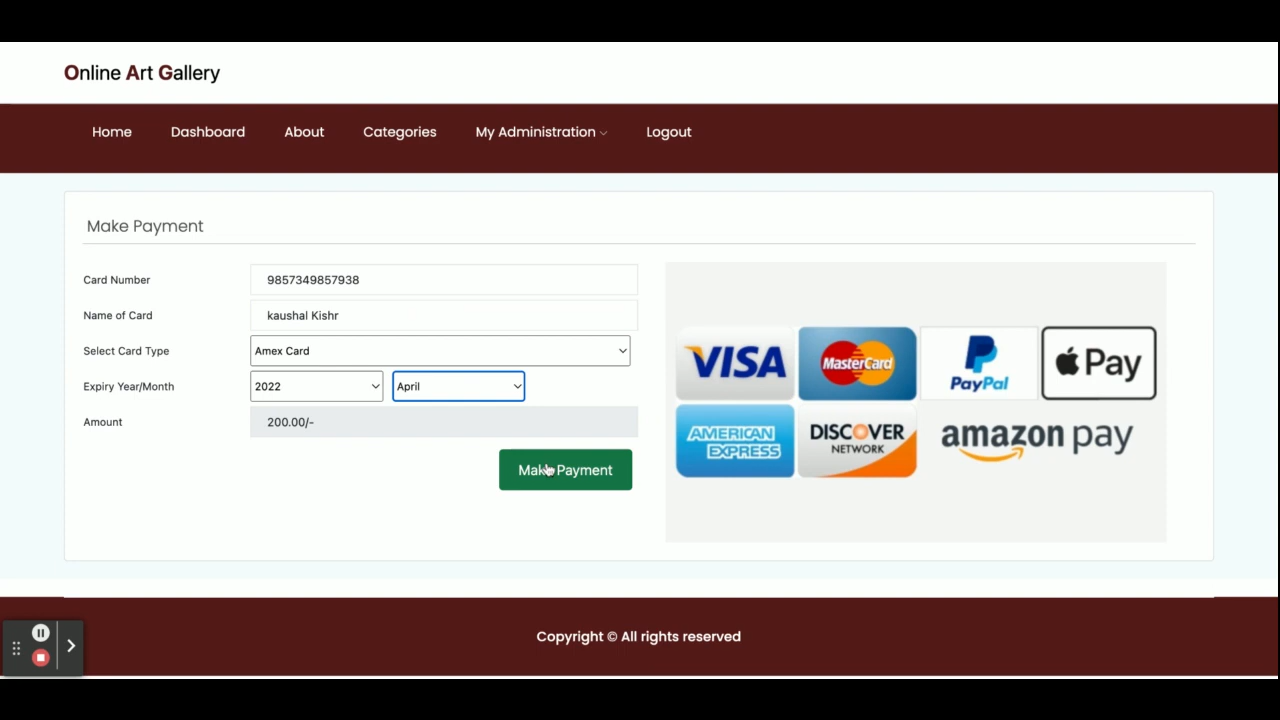 Online Art Gallery
Home Dashboard About Categories My Administration Logout
Make Payment
Card Number 9857349857938
Name of Card kaushal Kishr
Select Card Type Amex Card
Expiry Year/Month 2022 April
Amount 200.00/-
Make Payment
VISA MasterCard PayPal Pay
AMERICAN EXPRESS DISCOVER NETWORK amazon pay
Copyright © All rights reserved